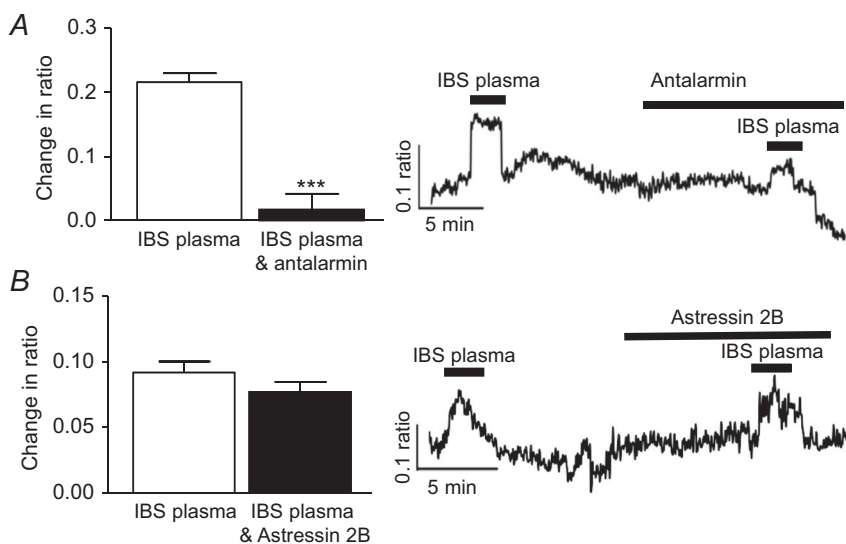 A
Change in ratio
0.3
0.2
0.1
0.0
IBS plasma
IBS plasma
& antalarmin
***
IBS plasma
Antalarmin
IBS plasma
0.1 ratio
5 min
B
Change in ratio
0.15
0.10
0.05
0.00
IBS plasma
IBS plasma
& Astressin 2B
Astressin 2B
IBS plasma
IBS plasma
0.1 ratio
5 min